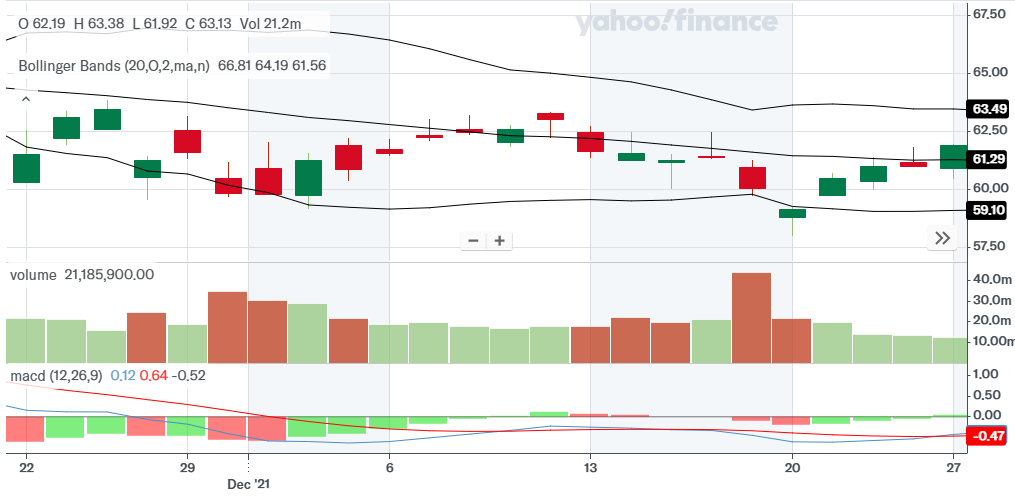 67.50
yahoo!finance
O 62.19 H 63.38 L 61.92 C 63.13 Vol 21.2m
Bollinger Bands (20,O,2,ma,n) 66.81 64.19 61.56
65.00
63.49
62.50
61.29
60.00
59.10
57.50
volume 21,185,900.00
40.0m
30.0m
20.0m
10.00m
macd (12,26,9) 0.12 0.64 -0.52
1.00
0.50
0.00
-0.47
22 29 6 13 20 27
Dec '21